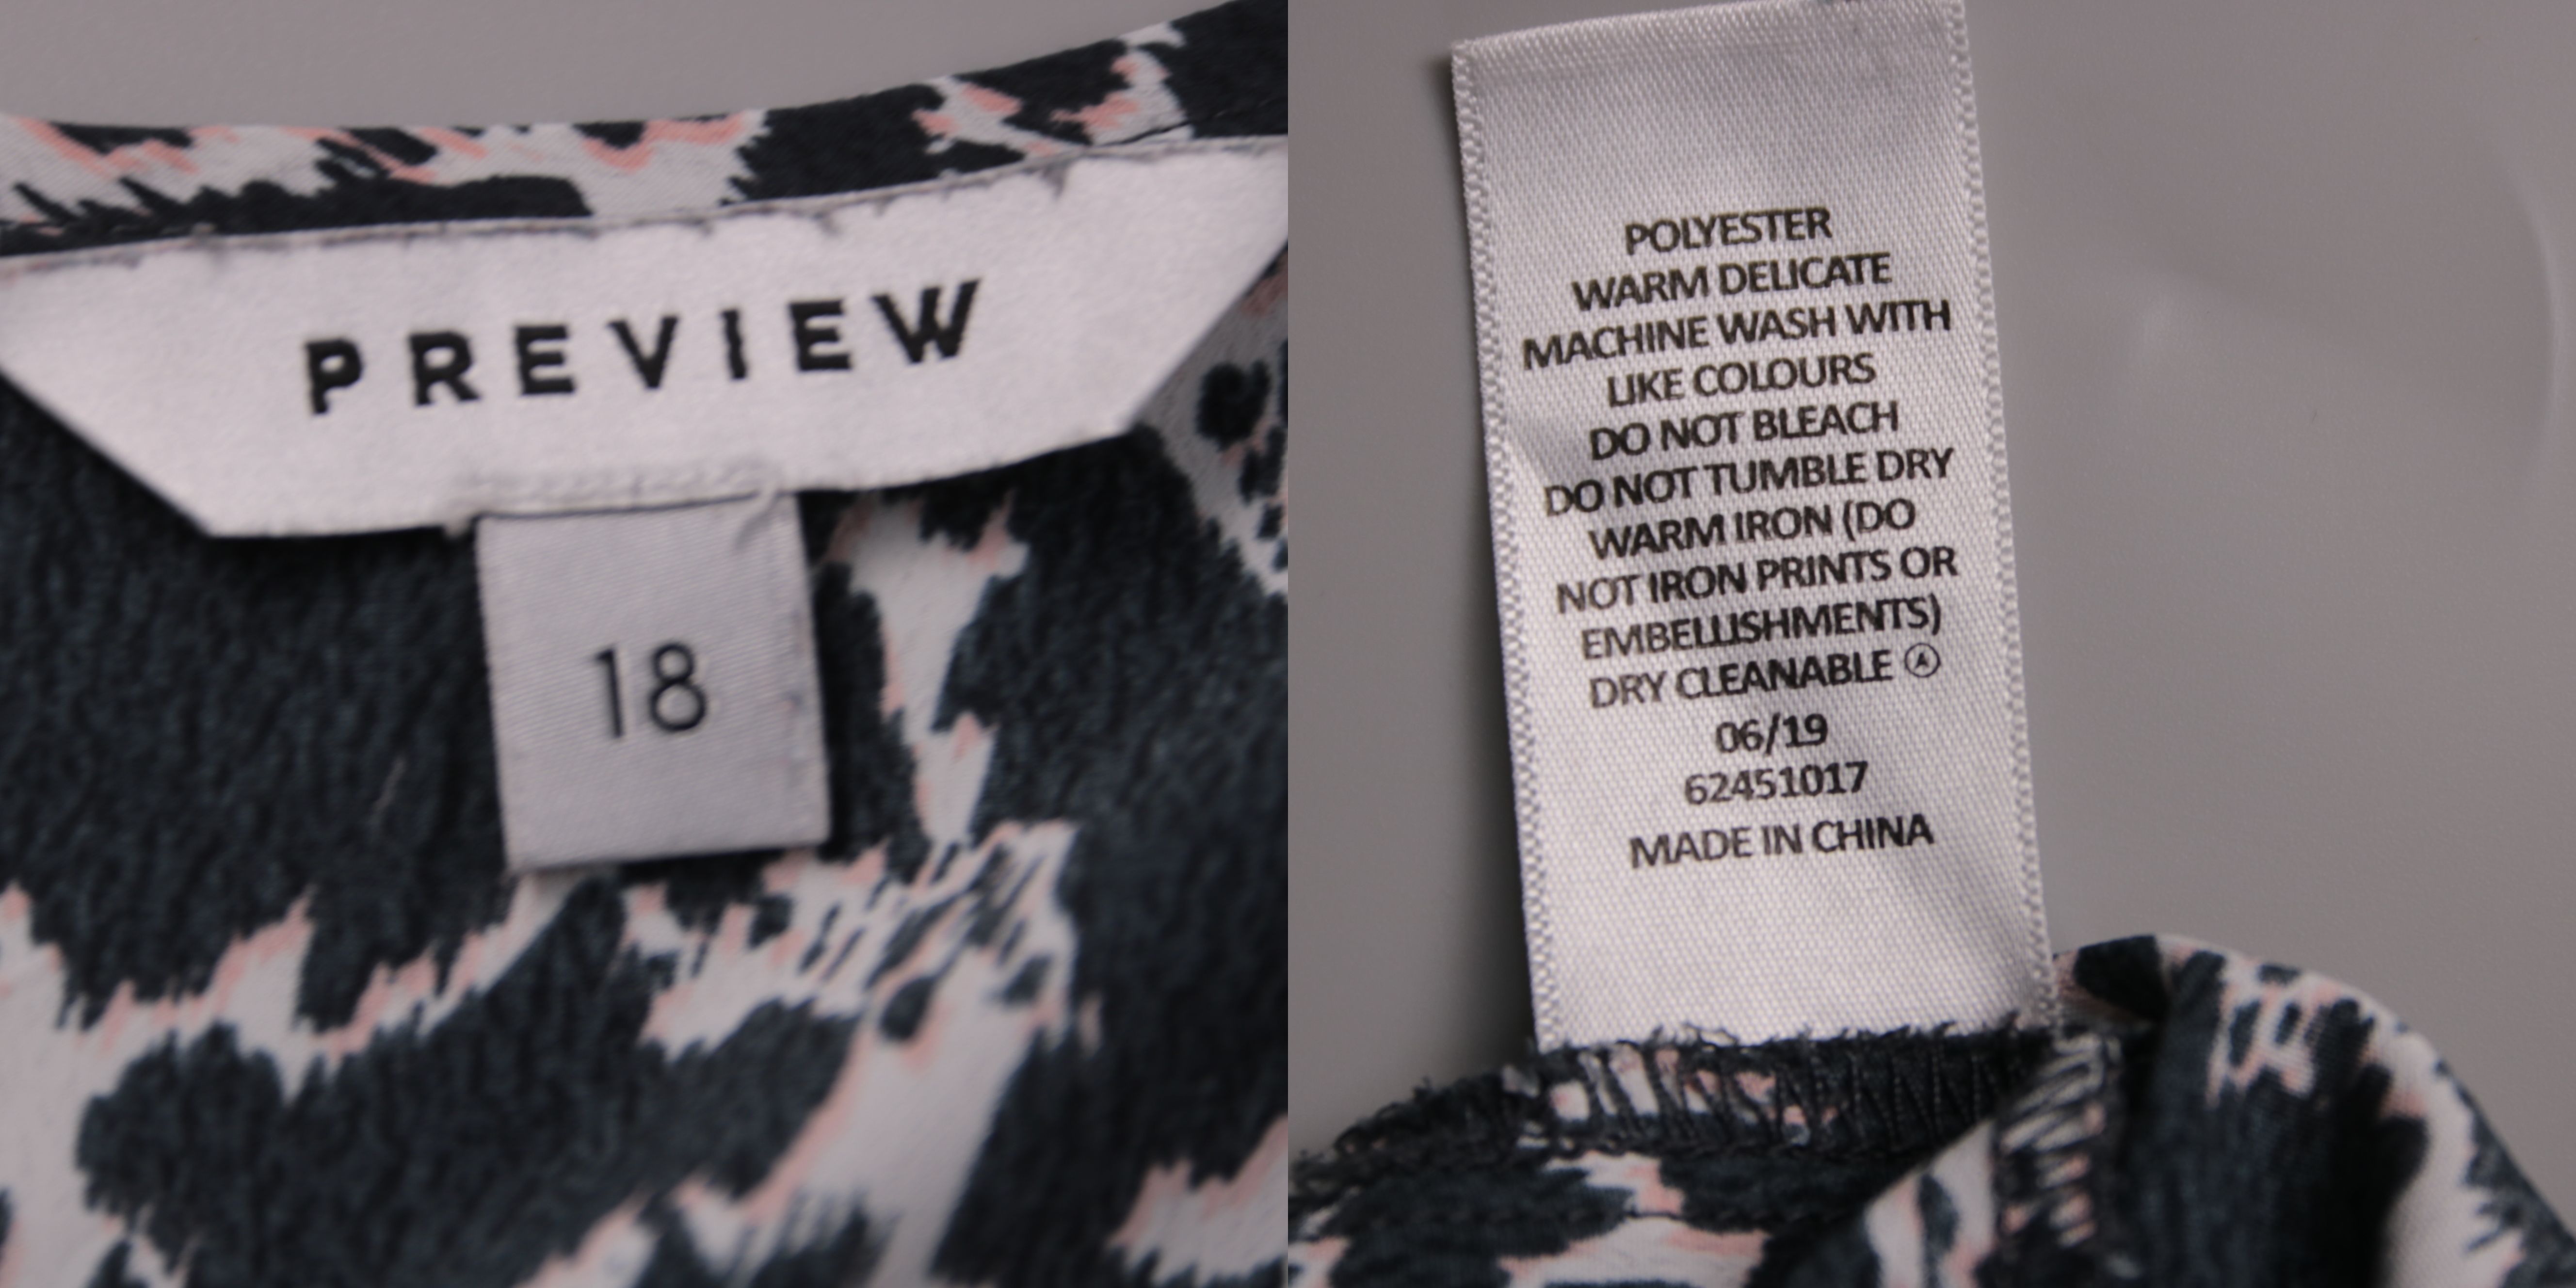 PREVIEW
18
POLYESTER
WARM DELICATE
MACHINE WASH WITH
LIKE COLOURS
DO NOT BLEACH
DO NOT TUMBLE DRY
WARM IRON (DO
NOT IRON PRINTS OR
EMBELLISHMENTS)
DRY CLEANABLE Ⓐ
06/19
62451017
MADE IN CHINA